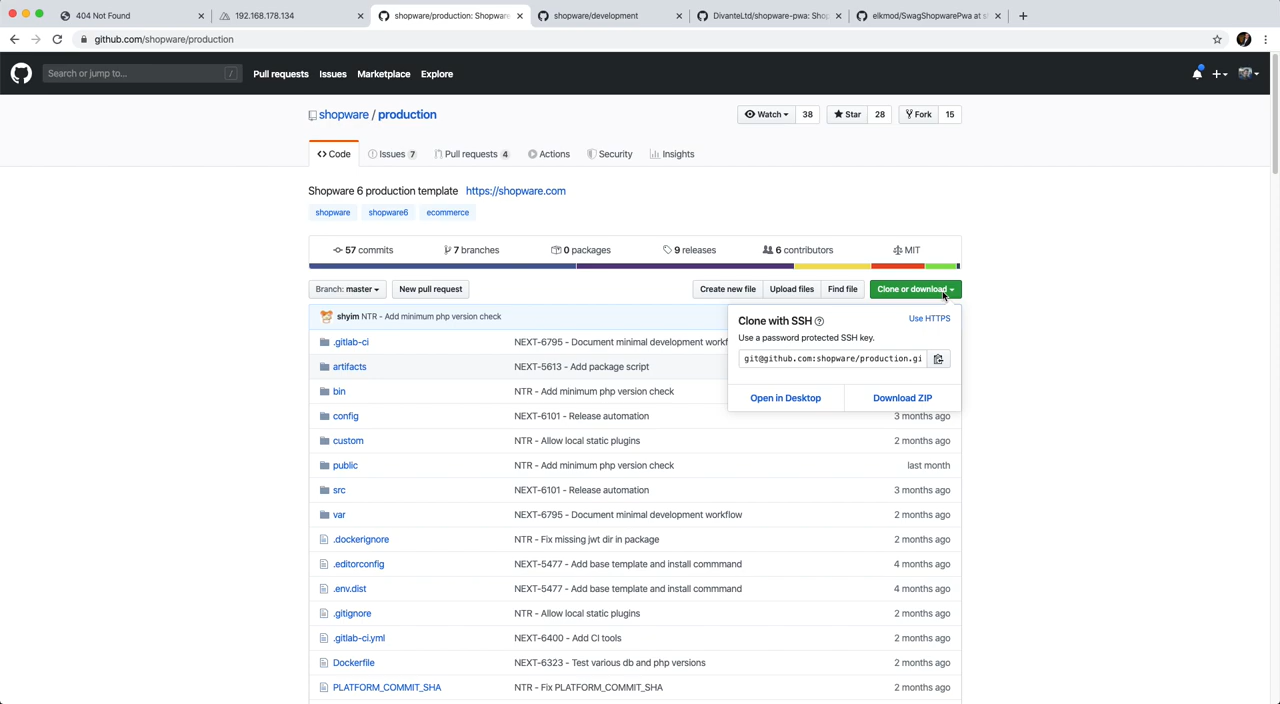 404 Not Found
192.168.178.134
shopware/production: Shopware
shopware/development
DivanteLtd/shopware-pwa: Shop
elkmod/SwagShopwarePwa at s
github.com/shopware/production
Search or jump to... /
Pull requests Issues Marketplace Explore
shopware / production
Watch 38 Star 28 Fork 15
Code Issues 7 Pull requests 4 Actions Security Insights
Shopware 6 production template https://shopware.com
shopware shopware6 ecommerce
57 commits 7 branches 0 packages 9 releases 6 contributors MIT
Branch: master New pull request Create new file Upload files Find file Clone or download
shyim NTR - Add minimum php version check
Clone with SSH Use HTTPS
Use a password protected SSH key.
git@github.com:shopware/production.gi
Open in Desktop Download ZIP
.gitlab-ci NEXT-6795 - Document minimal development workf
artifacts NEXT-5613 - Add package script
bin NTR - Add minimum php version check
config NEXT-6101 - Release automation 3 months ago
custom NTR - Allow local static plugins 2 months ago
public NTR - Add minimum php version check last month
src NEXT-6101 - Release automation 3 months ago
var NEXT-6795 - Document minimal development workflow 2 months ago
.dockerignore NTR - Fix missing jwt dir in package 2 months ago
.editorconfig NEXT-5477 - Add base template and install commmand 4 months ago
.env.dist NEXT-5477 - Add base template and install commmand 4 months ago
.gitignore NTR - Allow local static plugins 2 months ago
.gitlab-ci.yml NEXT-6400 - Add CI tools 2 months ago
Dockerfile NEXT-6323 - Test various db and php versions 2 months ago
PLATFORM_COMMIT_SHA NTR - Fix PLATFORM_COMMIT_SHA 2 months ago